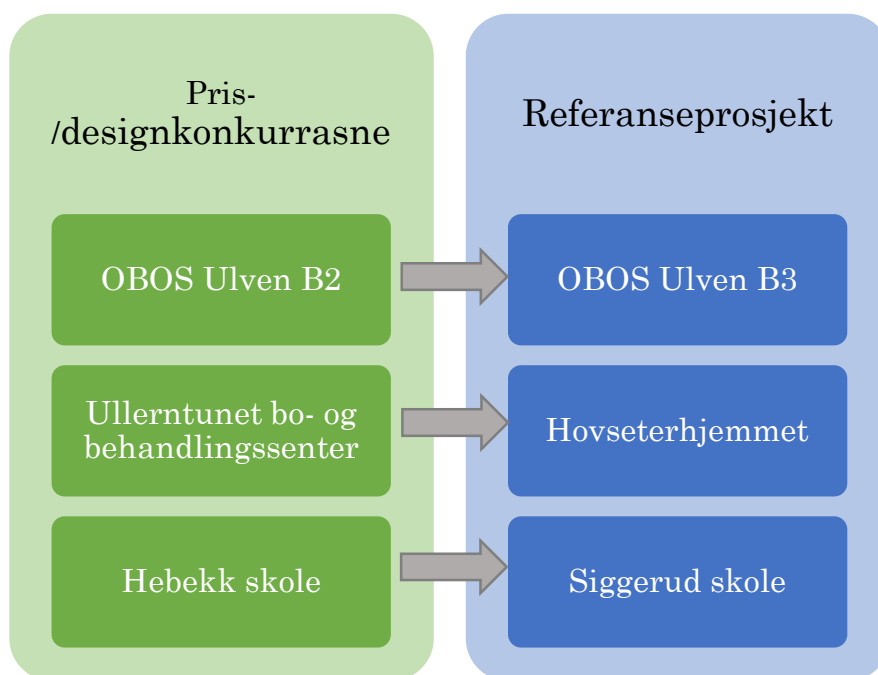 Pris-
/designkonkurrasne
Referanseprosjekt
OBOS Ulven B2
OBOS Ulven B3
Ullerntunet bo- og
behandlingssenter
Hovseterhjemmet
Hebekk skole
Siggerud skole